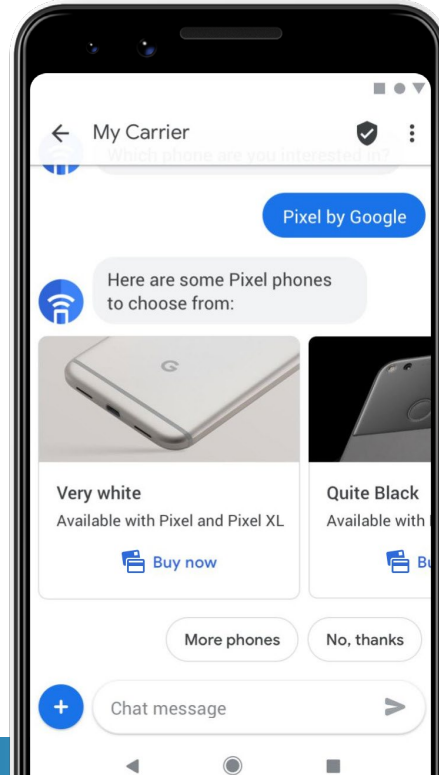 My Carrier
Which phone are you interested in?
Pixel by Google
Here are some Pixel phones
to choose from:
G
Very white
Available with Pixel and Pixel XL
Buy now
Quite Black
Available with
More phones
No, thanks
+
Chat message